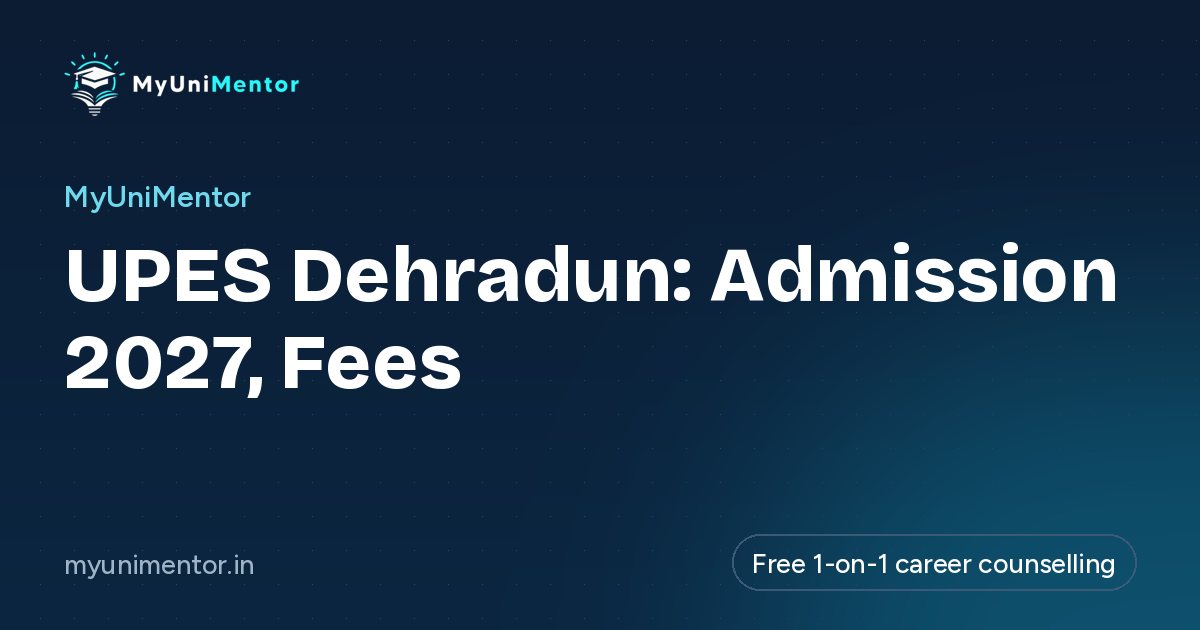 MyUniMentor
MyUniMentor
UPES Dehradun: Admission
2027, Fees
myunimentor.in
Free 1-on-1 career counselling